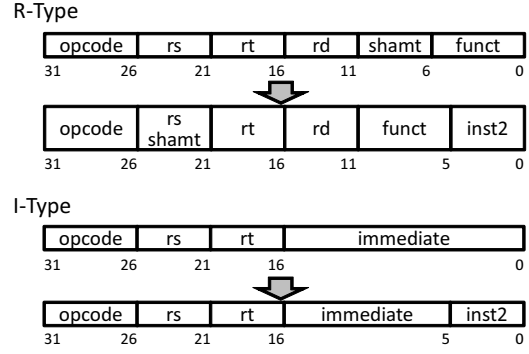 R-Type
opcode rs rt rd shamt funct
31 26 21 16 11 6 0
opcode rs shamt rt rd funct inst2
31 26 21 16 11 5 0
I-Type
opcode rs rt immediate
31 26 21 16 0
opcode rs rt immediate inst2
31 26 21 16 5 0